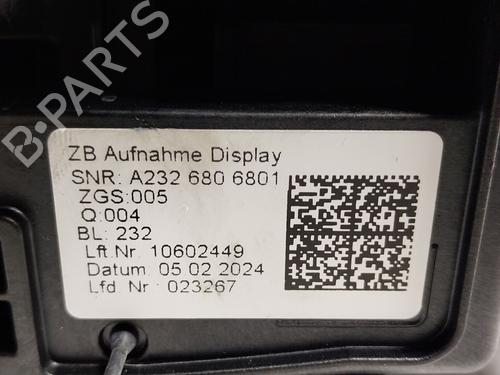 B-PARTS
ZB Aufnahme Display
SNR: A232 680 6801
ZGS:005
Q:004
BL: 232
Lft.Nr. 10602449
Datum. 05 02 2024
Lfd Nr : 023267